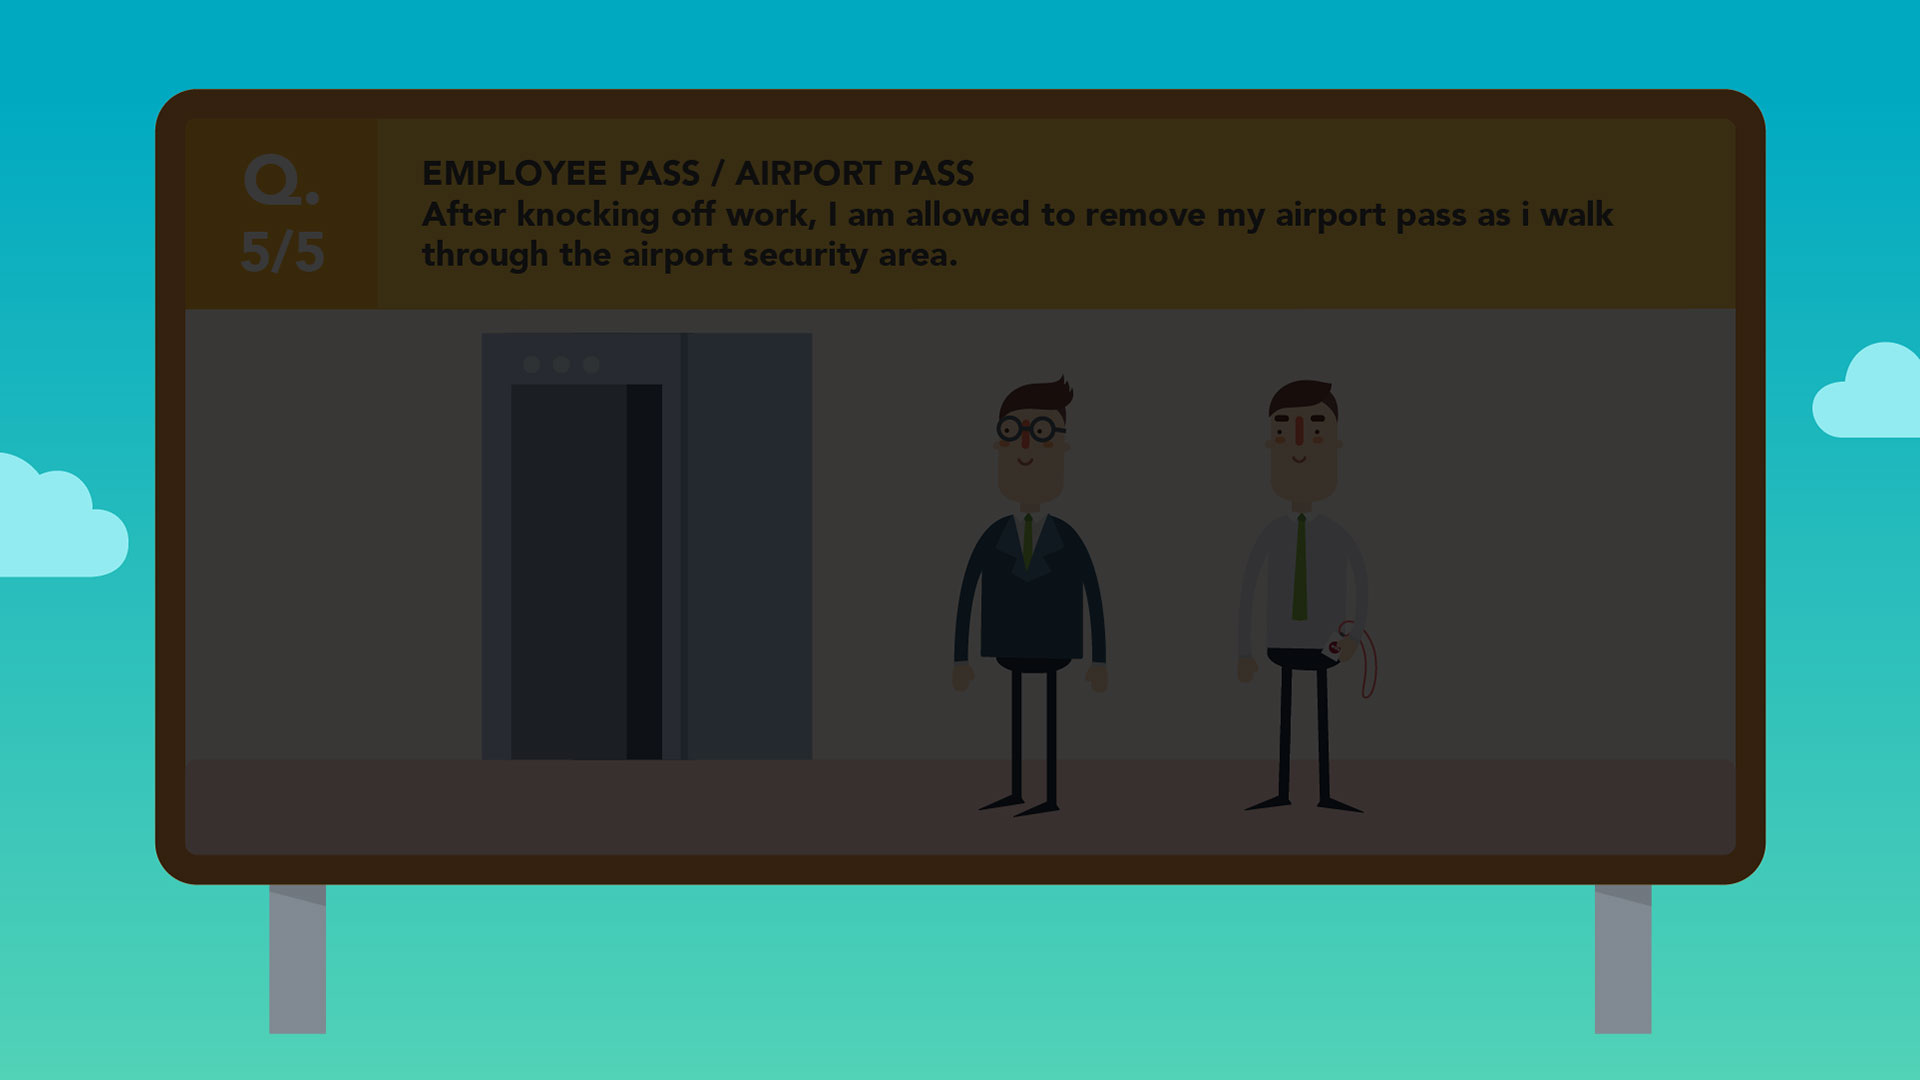 Q.
5/5
EMPLOYEE PASS / AIRPORT PASS
After knocking off work, I am allowed to remove my airport pass as i walk
through the airport security area.